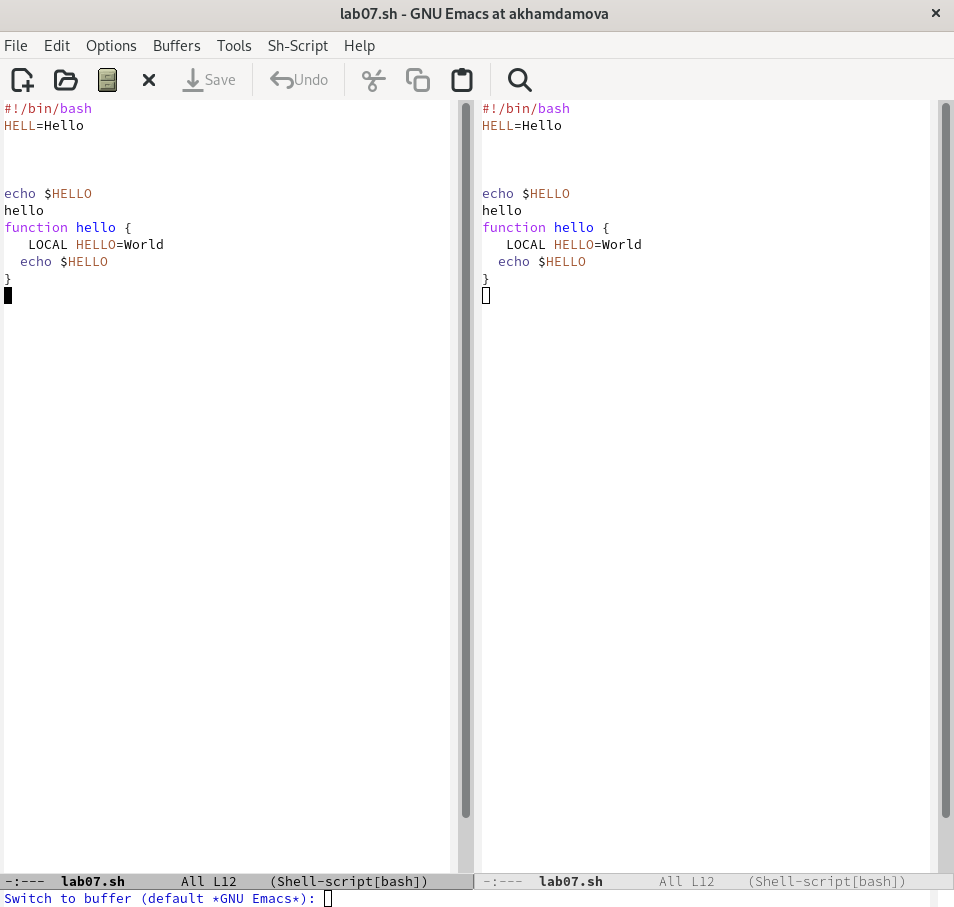 lab07.sh - GNU Emacs at akhamdamova
File Edit Options Buffers Tools Sh-Script Help
Save Undo
#!/bin/bash
HELL=Hello
echo $HELLO
hello
function hello {
   LOCAL HELLO=World
  echo $HELLO
}
#!/bin/bash
HELL=Hello
echo $HELLO
hello
function hello {
   LOCAL HELLO=World
  echo $HELLO
}
-:--- lab07.sh All L12 (Shell-script[bash])
-:--- lab07.sh All L12 (Shell-script[bash])
Switch to buffer (default *GNU Emacs*):